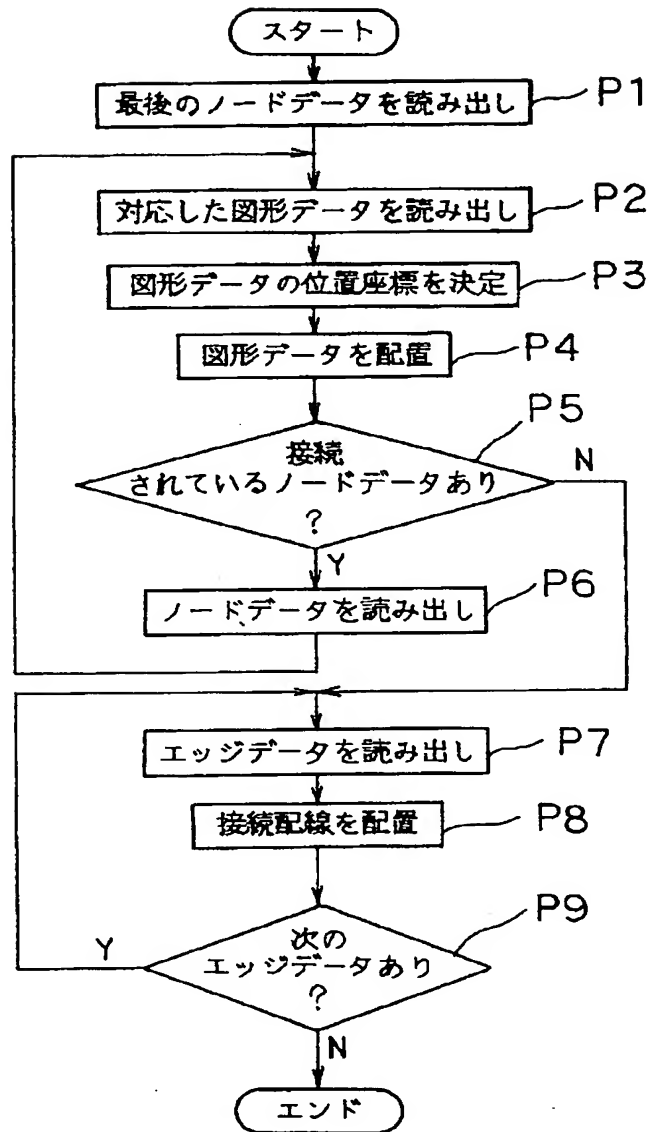 スタート
最後のノードデータを読み出し
P1
対応した図形データを読み出し
P2
図形データの位置座標を決定
P3
図形データを配置
P4
P5
接続
されているノードデータあり
?
N
Y
ノードデータを読み出し
P6
エッジデータを読み出し
P7
接続配線を配置
P8
P9
次の
エッジデータあり
?
Y
N
エンド